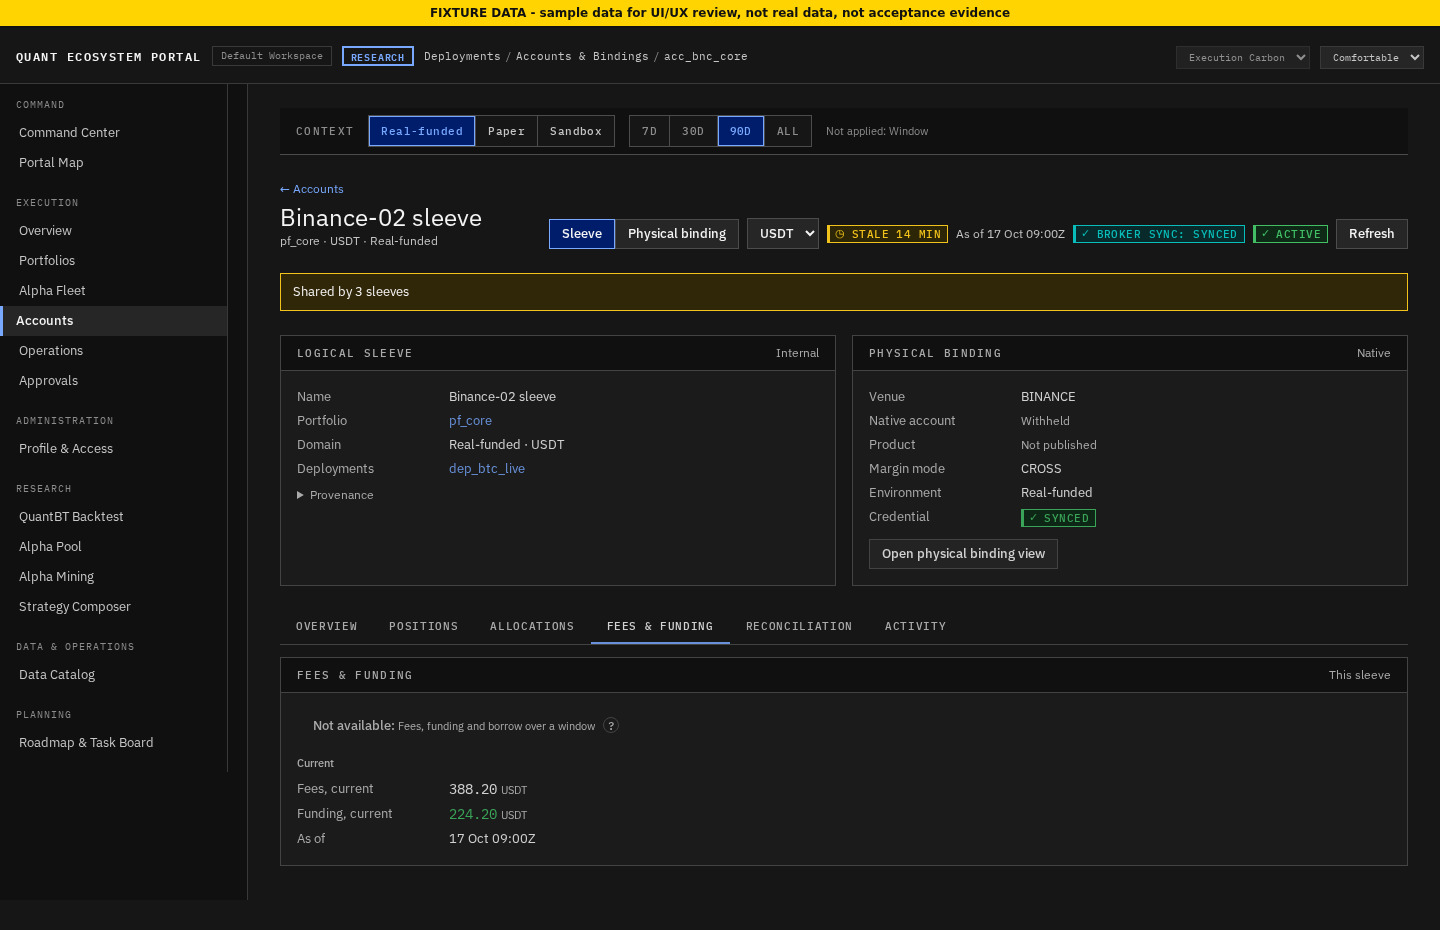 FIXTURE DATA - sample data for UI/UX review, not real data, not acceptance evidence
QUANT ECOSYSTEM PORTAL Default Workspace RESEARCH Deployments / Accounts & Bindings / acc_bnc_core Execution Carbon Comfortable
COMMAND
Command Center
Portal Map
EXECUTION
Overview
Portfolios
Alpha Fleet
Accounts
Operations
Approvals
ADMINISTRATION
Profile & Access
RESEARCH
QuantBT Backtest
Alpha Pool
Alpha Mining
Strategy Composer
DATA & OPERATIONS
Data Catalog
PLANNING
Roadmap & Task Board
CONTEXT Real-funded Paper Sandbox 7D 30D 90D ALL Not applied: Window
← Accounts
Binance-02 sleeve
pf_core · USDT · Real-funded
Sleeve Physical binding USDT STALE 14 MIN As of 17 Oct 09:00Z ✓ BROKER SYNC: SYNCED ✓ ACTIVE Refresh
Shared by 3 sleeves
LOGICAL SLEEVE Internal
Name Binance-02 sleeve
Portfolio pf_core
Domain Real-funded · USDT
Deployments dep_btc_live
▶ Provenance
PHYSICAL BINDING Native
Venue BINANCE
Native account Withheld
Product Not published
Margin mode CROSS
Environment Real-funded
Credential ✓ SYNCED
Open physical binding view
OVERVIEW POSITIONS ALLOCATIONS FEES & FUNDING RECONCILIATION ACTIVITY
FEES & FUNDING This sleeve
Not available: Fees, funding and borrow over a window ?
Current
Fees, current 388.20 USDT
Funding, current 224.20 USDT
As of 17 Oct 09:00Z